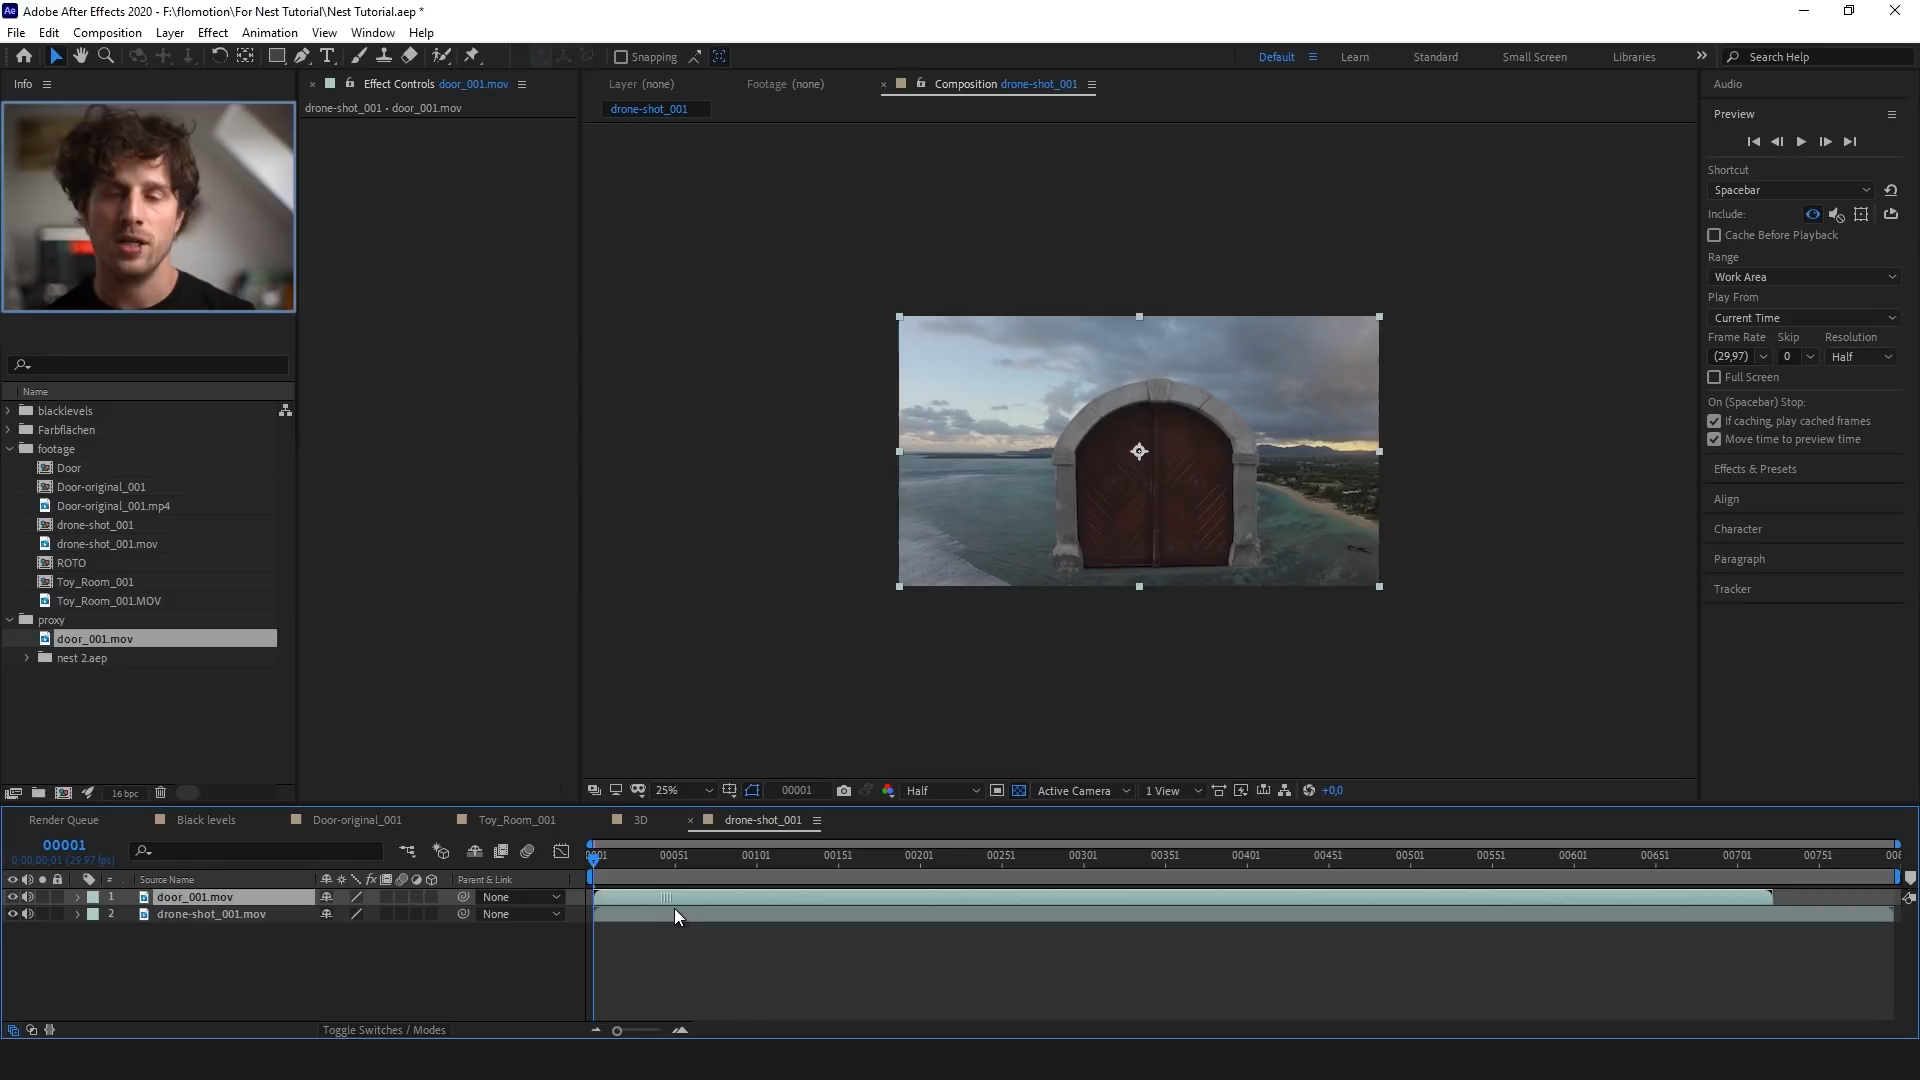 Ae Adobe After Effects 2020 - F:\flomotion\For Nest Tutorial\Nest Tutorial.aep *
File Edit Composition Layer Effect Animation View Window Help
Snapping
Default Learn Standard Small Screen Libraries Search Help
Info
Effect Controls door_001.mov
Layer (none) Footage (none) Composition drone-shot_001
Audio
drone-shot_001 • door_001.mov
drone-shot_001
Preview
Shortcut
Spacebar
Include:
Cache Before Playback
Range
Work Area
Play From
Current Time
Frame Rate Skip Resolution
(29,97) 0 Half
Full Screen
On (Spacebar) Stop:
If caching, play cached frames
Move time to preview time
Effects & Presets
Align
Character
Paragraph
Tracker
Name
blacklevels
Farbflächen
footage
Door
Door-original_001
Door-original_001.mp4
drone-shot_001
drone-shot_001.mov
ROTO
Toy_Room_001
Toy_Room_001.MOV
proxy
door_001.mov
nest 2.aep
16 bpc
25% 00001 Half Active Camera 1 View +0,0
Render Queue Black levels Door-original_001 Toy_Room_001 3D drone-shot_001
00001
0;00;00;01 (29.97 fps)
00051 00101 00151 00201 00251 00301 00351 00401 00451 00501 00551 00601 00651 00701 00751
# Source Name fx Parent & Link
1 door_001.mov None
2 drone-shot_001.mov None
Toggle Switches / Modes